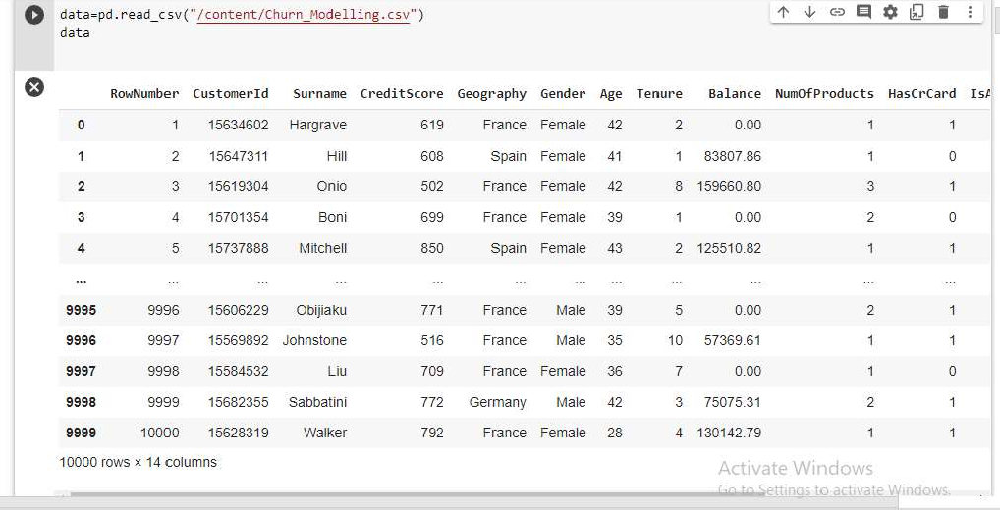 data=pd.read_csv("/content/Churn_Modelling.csv")
data
RowNumber CustomerId Surname CreditScore Geography Gender Age Tenure Balance NumOfProducts HasCrCard IsA
0 1 15634602 Hargrave 619 France Female 42 2 0.00 1 1
1 2 15647311 Hill 608 Spain Female 41 1 83807.86 1 0
2 3 15619304 Onio 502 France Female 42 8 159660.80 3 1
3 4 15701354 Boni 699 France Female 39 1 0.00 2 0
4 5 15737888 Mitchell 850 Spain Female 43 2 125510.82 1 1
... ... ... ... ... ... ... ... ... ... ... ...
9995 9996 15606229 Obijiaku 771 France Male 39 5 0.00 2 1
9996 9997 15569892 Johnstone 516 France Male 35 10 57369.61 1 1
9997 9998 15584532 Liu 709 France Female 36 7 0.00 1 0
9998 9999 15682355 Sabbatini 772 Germany Male 42 3 75075.31 2 1
9999 10000 15628319 Walker 792 France Female 28 4 130142.79 1 1
10000 rows × 14 columns
Activate Windows
Go to Settings to activate Windows.